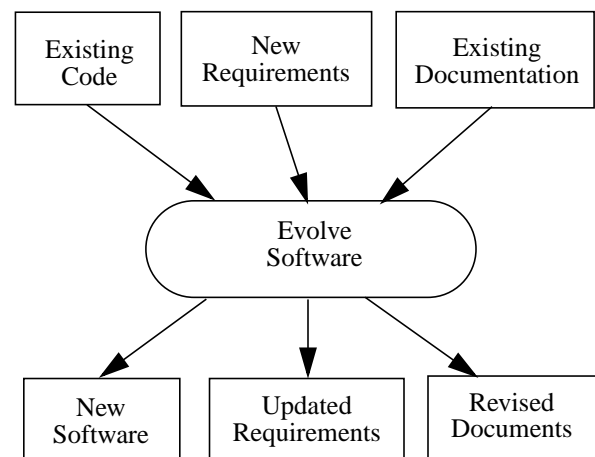 Existing
Code
New
Requirements
Existing
Documentation
Evolve
Software
New
Software
Updated
Requirements
Revised
Documents